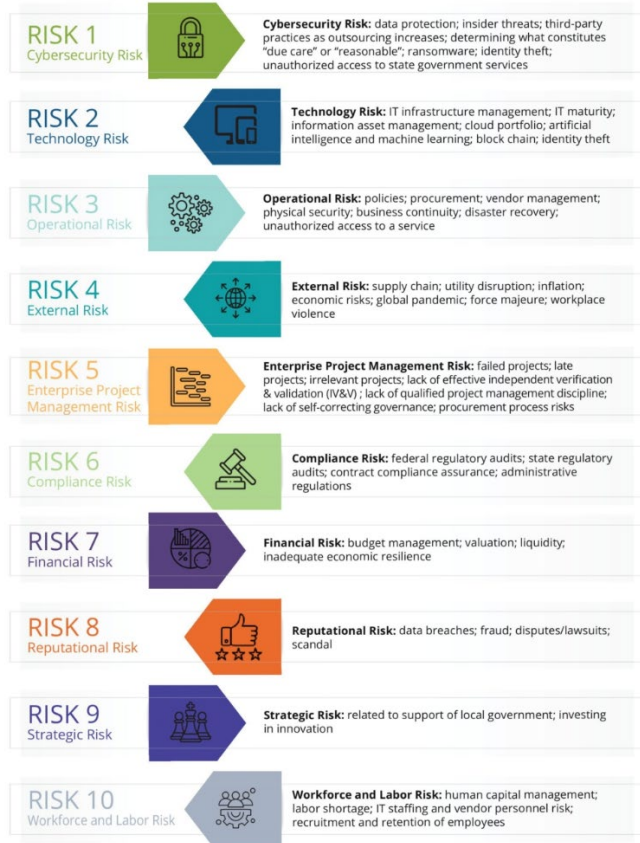 RISK 1
Cybersecurity Risk
Cybersecurity Risk: data protection; insider threats; third-party
practices as outsourcing increases; determining what constitutes
"due care" or "reasonable"; ransomware; identity theft;
unauthorized access to state government services
RISK 2
Technology Risk
Technology Risk: IT infrastructure management; IT maturity;
information asset management; cloud portfolio; artificial
intelligence and machine learning; block chain; identity theft
RISK 3
Operational Risk
Operational Risk: policies; procurement; vendor management;
physical security; business continuity; disaster recovery;
unauthorized access to a service
RISK 4
External Risk
External Risk: supply chain; utility disruption; inflation;
economic risks; global pandemic; force majeure; workplace
violence
RISK 5
Enterprise Project
Management Risk
Enterprise Project Management Risk: failed projects; late
projects; irrelevant projects; lack of effective independent verification
& validation (IV&V) ; lack of qualified project management discipline;
lack of self-correcting governance; procurement process risks
RISK 6
Compliance Risk
Compliance Risk: federal regulatory audits; state regulatory
audits; contract compliance assurance; administrative
regulations
RISK 7
Financial Risk
%
Financial Risk: budget management; valuation; liquidity;
inadequate economic resilience
RISK 8
Reputational Risk
Reputational Risk: data breaches; fraud; disputes/lawsuits;
scandal
RISK 9
Strategic Risk
Strategic Risk: related to support of local government; investing
in innovation
RISK 10
Workforce and Labor Risk
Workforce and Labor Risk: human capital management;
labor shortage; IT staffing and vendor personnel risk;
recruitment and retention of employees